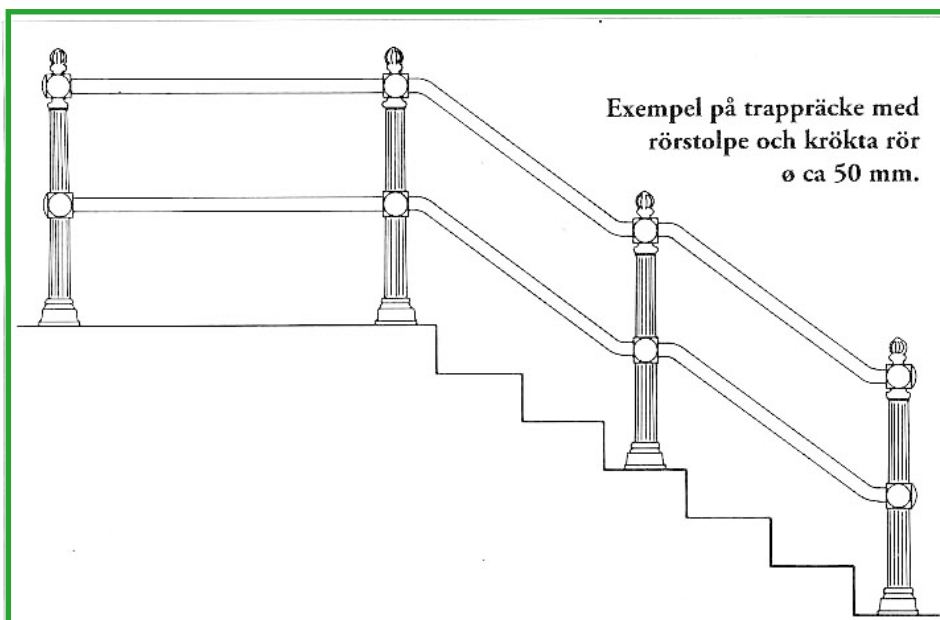 Exempel på trappräcke med
rörstolpe och krökta rör
ø ca 50 mm.